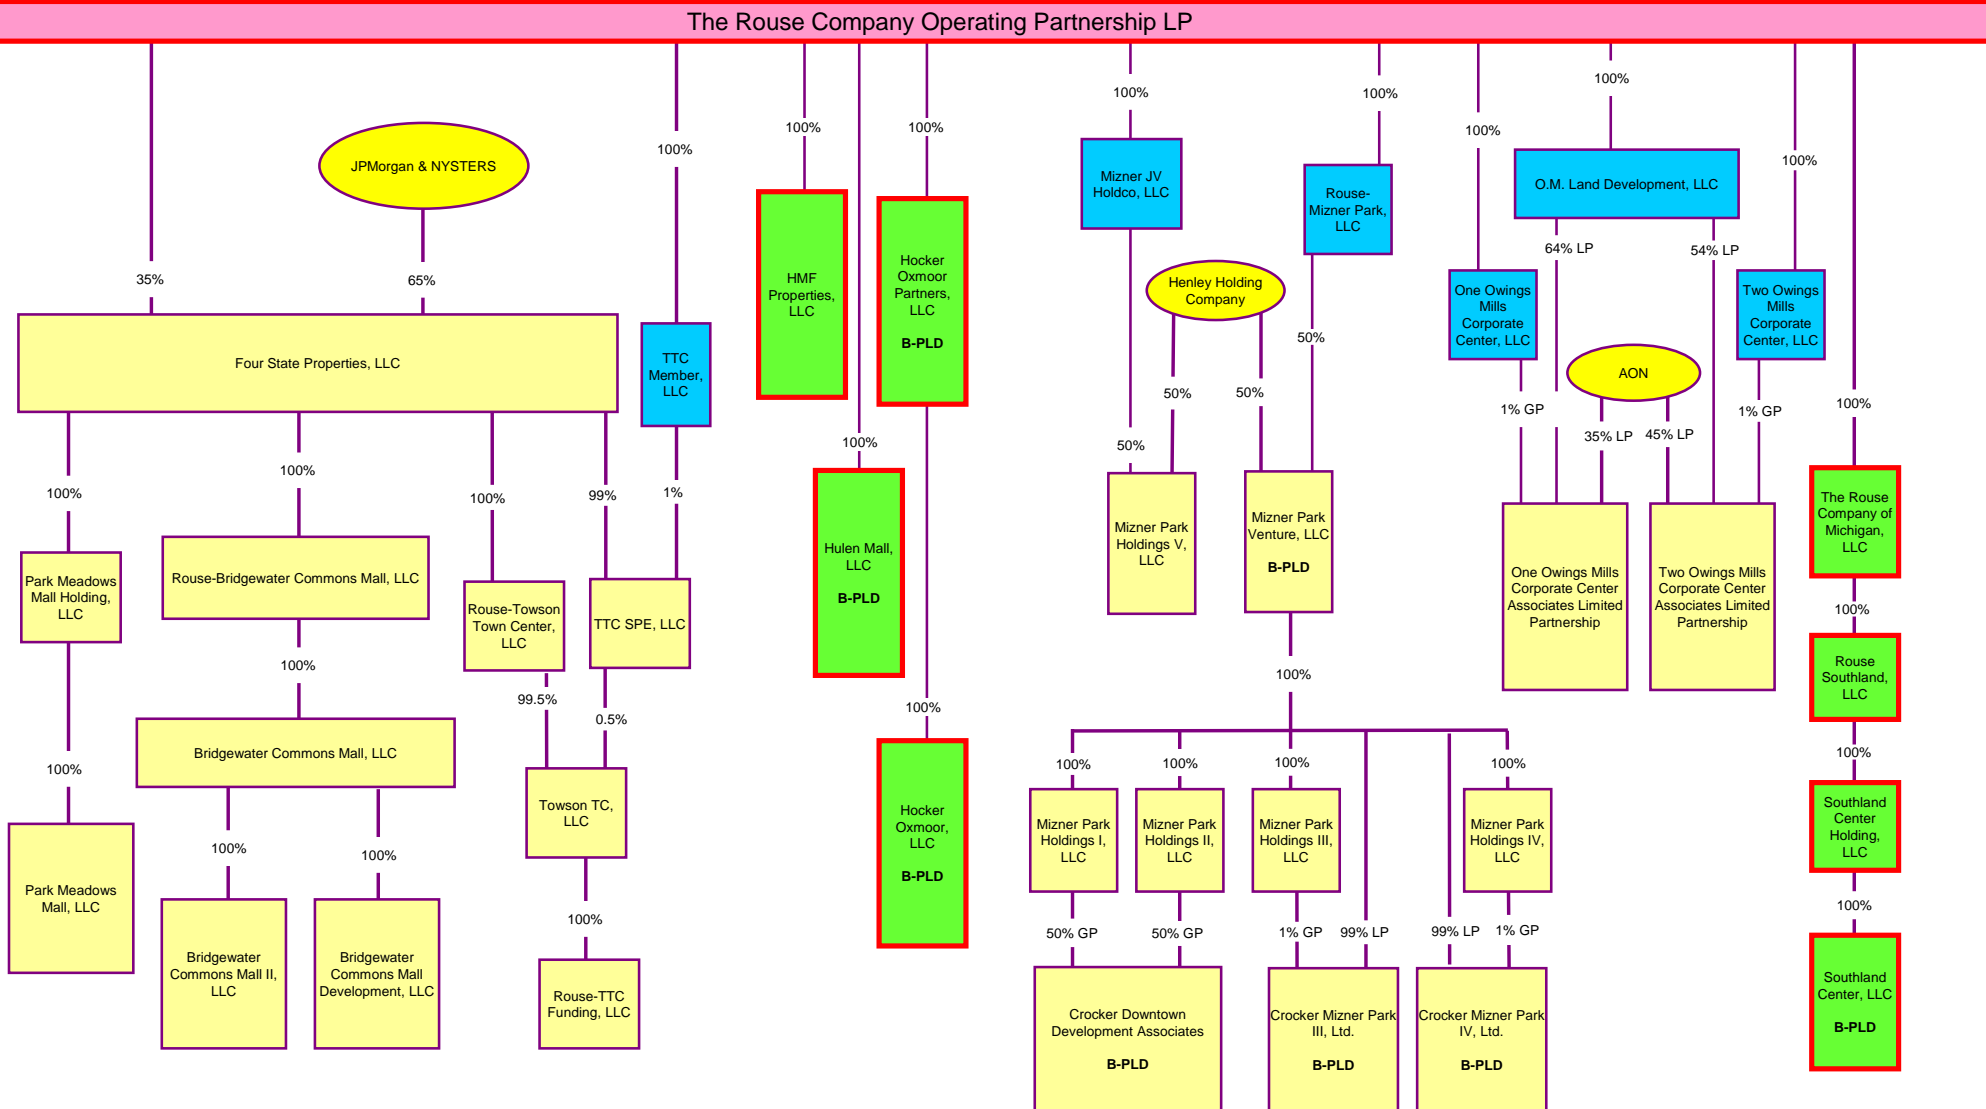 The Rouse Company Operating Partnership LP
35%
JPMorgan & NYSTERS
65%
Four State Properties, LLC
100%
Park Meadows
Mall Holding,
LLC
100%
Park Meadows
Mall, LLC
100%
Rouse-Bridgewater Commons Mall, LLC
100%
Bridgewater Commons Mall, LLC
100%
Bridgewater
Commons Mall II,
LLC
100%
Bridgewater
Commons Mall
Development, LLC
100%
Rouse-Towson
Town Center,
LLC
99.5%
99%
100%
TTC
Member,
LLC
1%
TTC SPE, LLC
0.5%
Towson TC,
LLC
100%
Rouse-TTC
Funding, LLC
100%
HMF
Properties,
LLC
100%
Hulen Mall,
LLC
B-PLD
100%
Hocker
Oxmoor
Partners,
LLC
B-PLD
100%
Hocker
Oxmoor,
LLC
B-PLD
100%
Mizner JV
Holdco, LLC
50%
Henley Holding
Company
50%
50%
100%
Rouse-
Mizner Park,
LLC
50%
Mizner Park
Holdings V,
LLC
Mizner Park
Venture, LLC
B-PLD
100%
100%
100%
100%
100%
Mizner Park
Holdings I,
LLC
Mizner Park
Holdings II,
LLC
Mizner Park
Holdings III,
LLC
Mizner Park
Holdings IV,
LLC
50% GP
50% GP
1% GP
99% LP
99% LP
1% GP
Crocker Downtown
Development Associates
B-PLD
Crocker Mizner Park
III, Ltd.
B-PLD
Crocker Mizner Park
IV, Ltd.
B-PLD
100%
One Owings
Mills
Corporate
Center, LLC
1% GP
100%
O.M. Land Development, LLC
64% LP
54% LP
AON
35% LP
45% LP
100%
Two Owings
Mills
Corporate
Center, LLC
1% GP
One Owings Mills
Corporate Center
Associates Limited
Partnership
Two Owings Mills
Corporate Center
Associates Limited
Partnership
100%
The Rouse
Company of
Michigan,
LLC
100%
Rouse
Southland,
LLC
100%
Southland
Center
Holding,
LLC
100%
Southland
Center, LLC
B-PLD